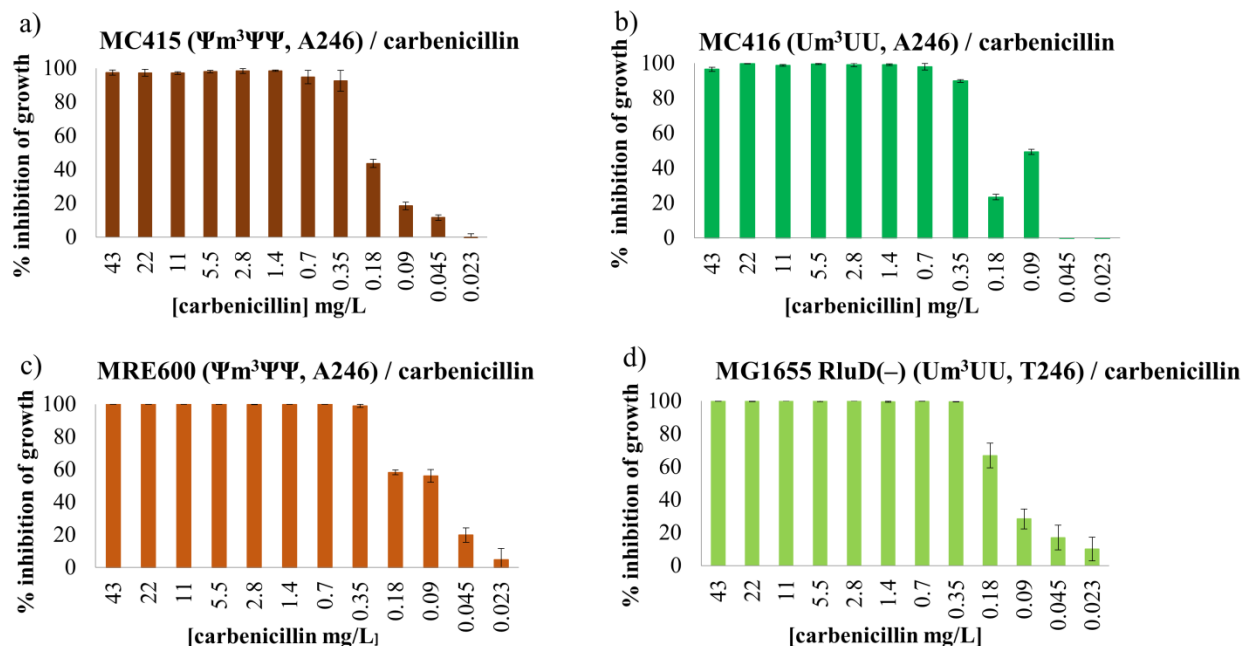 a)
MC415 (Ψm³ΨΨ, A246) / carbenicillin
% inhibition of growth
100
80
60
40
20
0
43 22 11 5.5 2.8 1.4 0.7 0.35 0.18 0.09 0.045 0.023
[carbenicillin] mg/L
b)
MC416 (Um³UU, A246) / carbenicillin
% inhibition of growth
100
80
60
40
20
0
43 22 11 5.5 2.8 1.4 0.7 0.35 0.18 0.09 0.045 0.023
[carbenicillin] mg/L
c)
MRE600 (Ψm³ΨΨ, A246) / carbenicillin
% inhibition of growth
100
80
60
40
20
0
43 22 11 5.5 2.8 1.4 0.7 0.35 0.18 0.09 0.045 0.023
[carbenicillin mg/L]
d)
MG1655 RluD(–) (Um³UU, T246) / carbenicillin
% inhibition of growth
100
80
60
40
20
0
43 22 11 5.5 2.8 1.4 0.7 0.35 0.18 0.09 0.045 0.023
[carbenicillin mg/L]